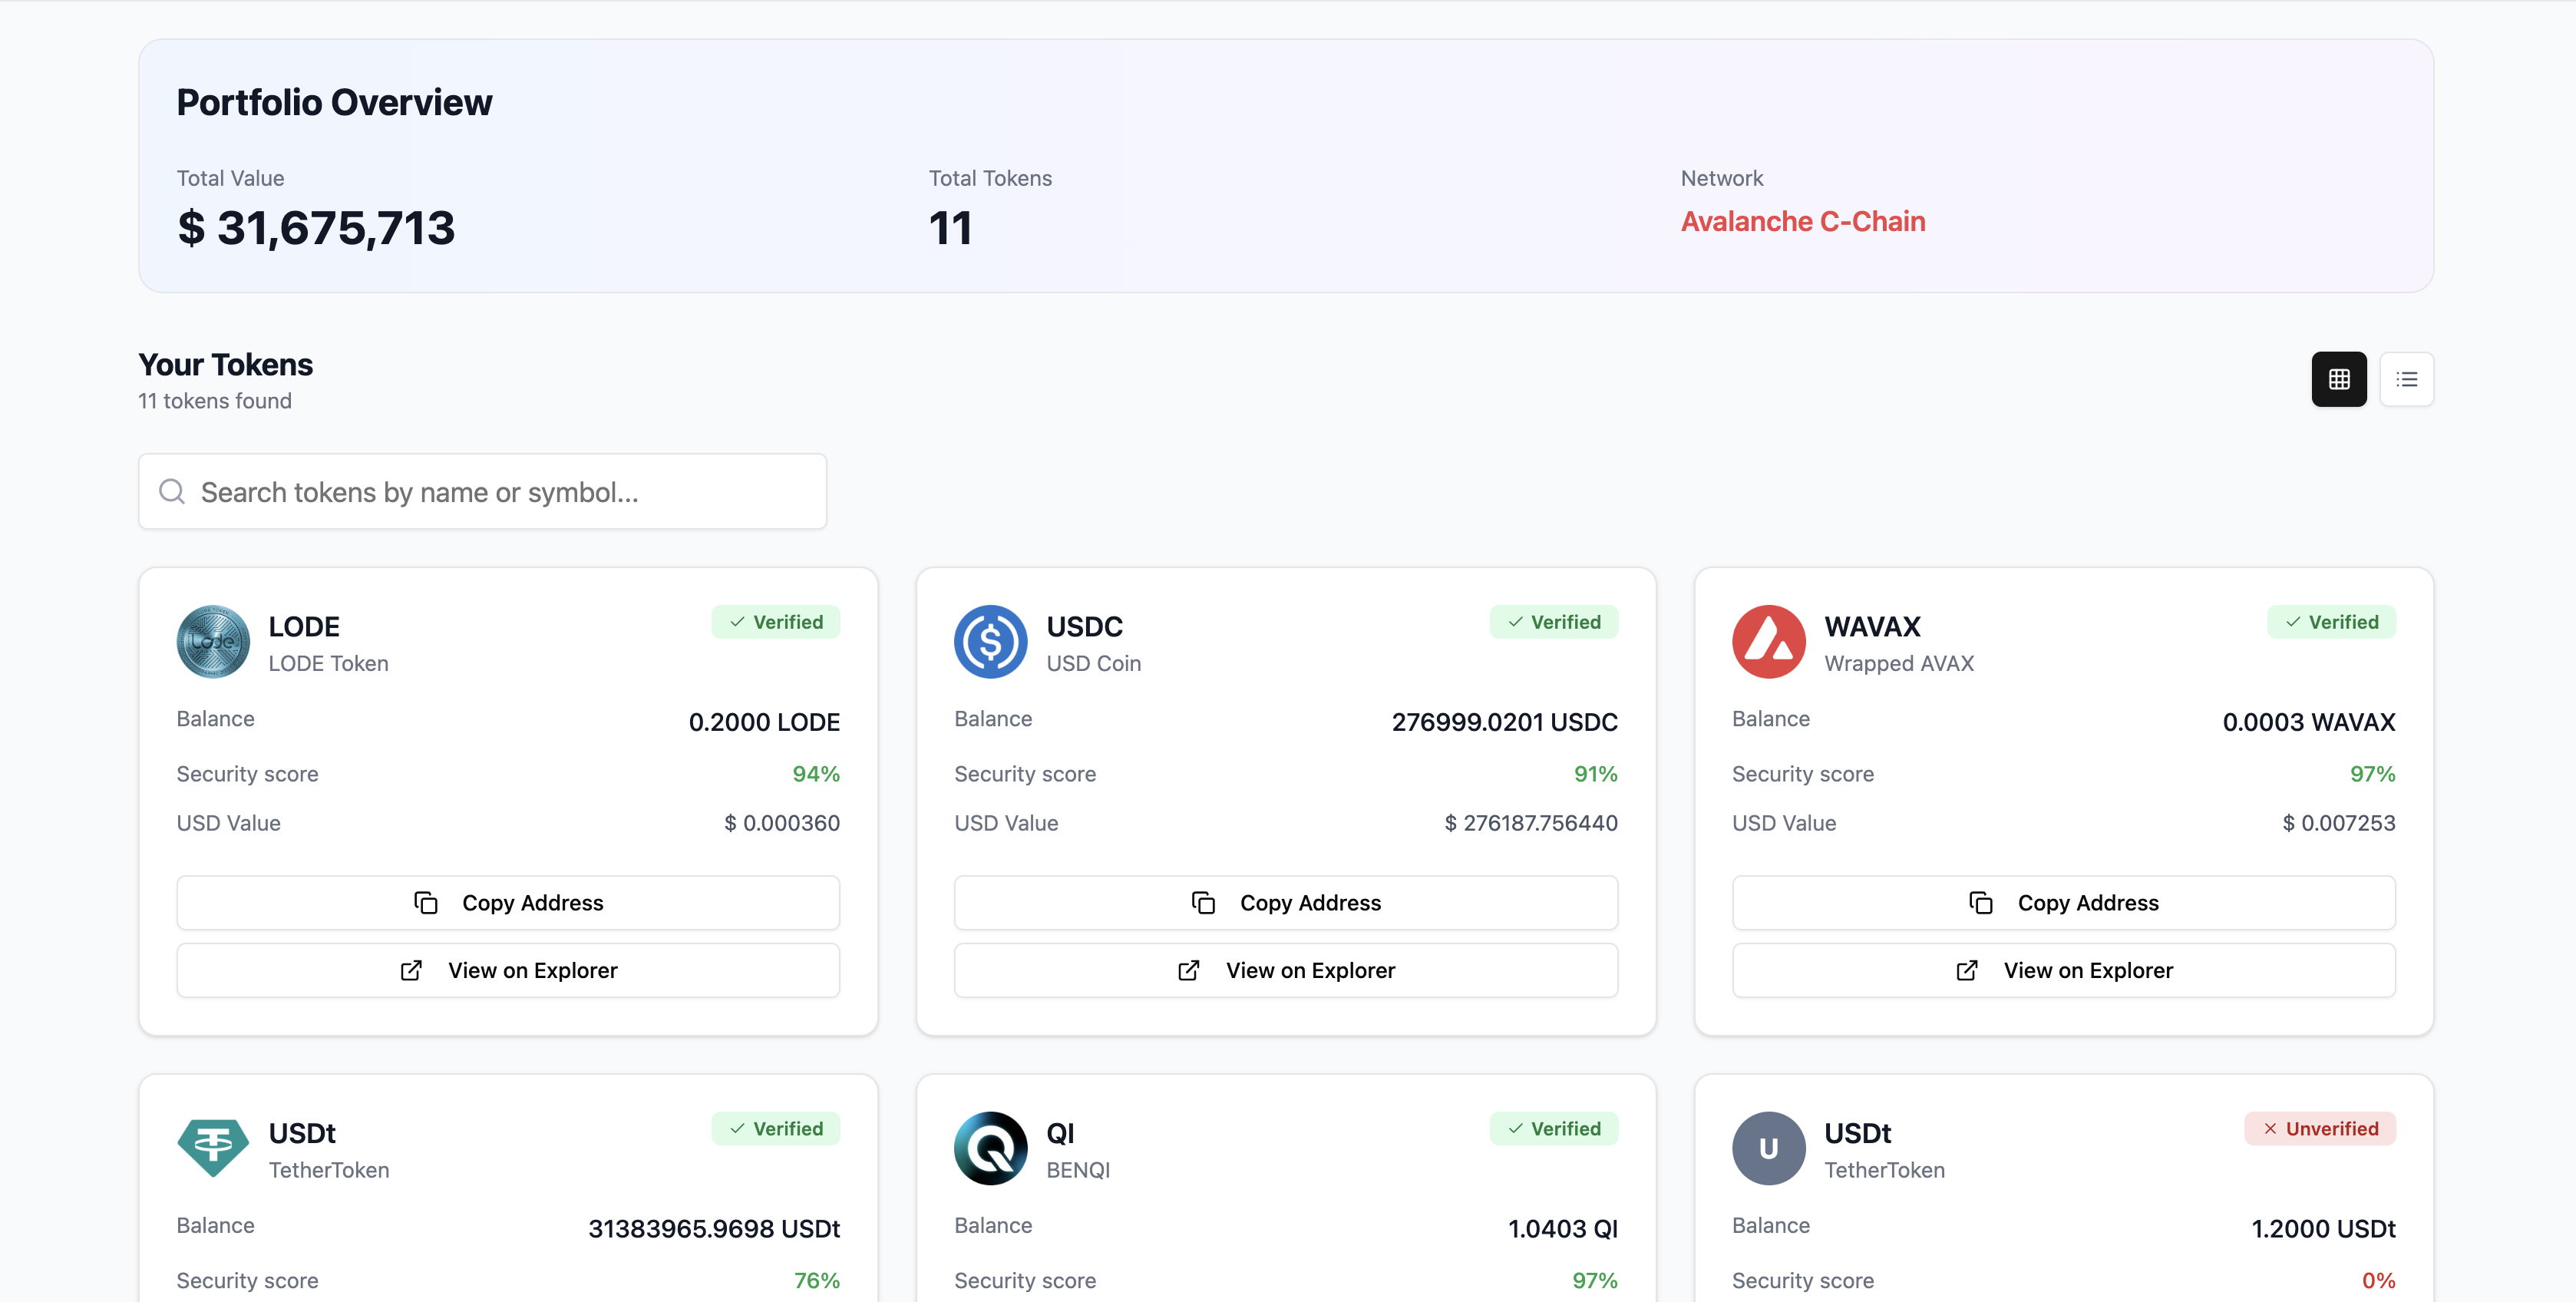 Portfolio Overview
Total Value
$ 31,675,713
Total Tokens
11
Network
Avalanche C-Chain
Your Tokens
11 tokens found
Search tokens by name or symbol...
Lode
LODE
LODE Token
Verified
Balance
0.2000 LODE
Security score
94%
USD Value
$ 0.000360
Copy Address
View on Explorer
USDC
USD Coin
Verified
Balance
276999.0201 USDC
Security score
91%
USD Value
$ 276187.756440
Copy Address
View on Explorer
WAVAX
Wrapped AVAX
Verified
Balance
0.0003 WAVAX
Security score
97%
USD Value
$ 0.007253
Copy Address
View on Explorer
USDt
TetherToken
Verified
Balance
31383965.9698 USDt
Security score
76%
QI
BENQI
Verified
Balance
1.0403 QI
Security score
97%
U
USDt
TetherToken
Unverified
Balance
1.2000 USDt
Security score
0%